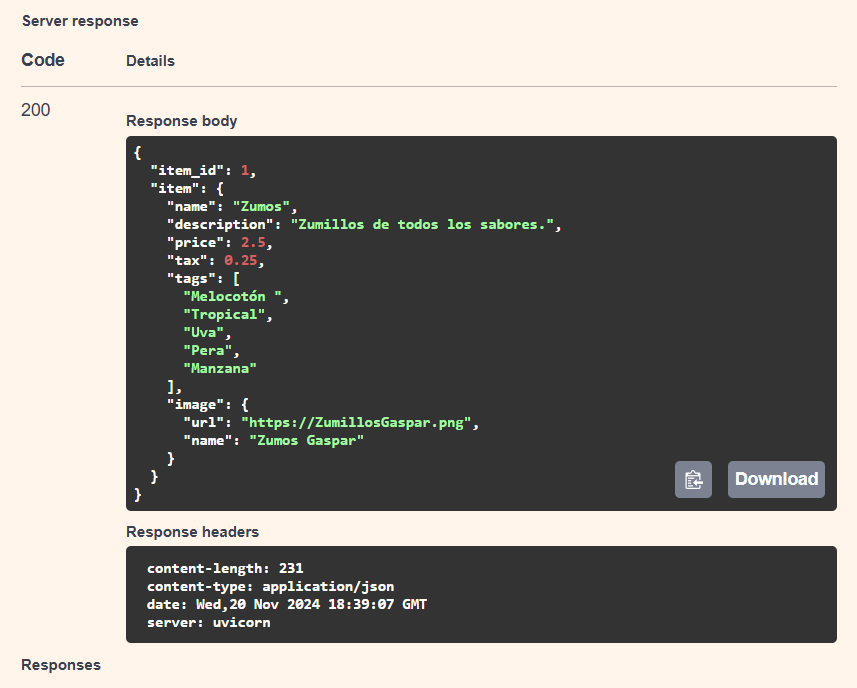 Server response
Code Details
200
Response body
{
  "item_id": 1,
  "item": {
    "name": "Zumos",
    "description": "Zumillos de todos los sabores.",
    "price": 2.5,
    "tax": 0.25,
    "tags": [
      "Melocotón ",
      "Tropical",
      "Uva",
      "Pera",
      "Manzana"
    ],
    "image": {
      "url": "https://ZumillosGaspar.png",
      "name": "Zumos Gaspar"
    }
  }
}
Download
Response headers
content-length: 231
content-type: application/json
date: Wed,20 Nov 2024 18:39:07 GMT
server: uvicorn
Responses